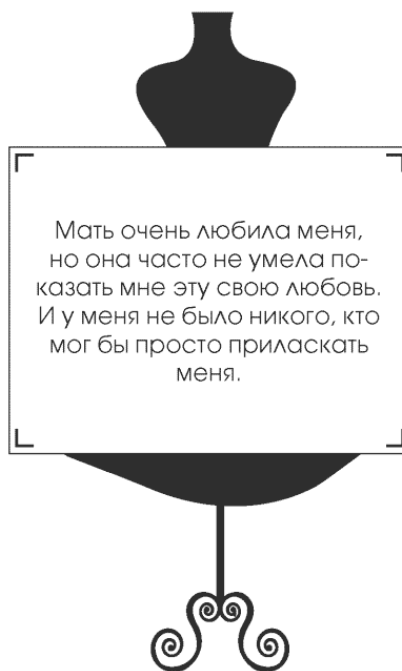 Мать очень любила меня,
но она часто не умела по-
казать мне эту свою любовь.
И у меня не было никого, кто
мог бы просто приласкать
меня.